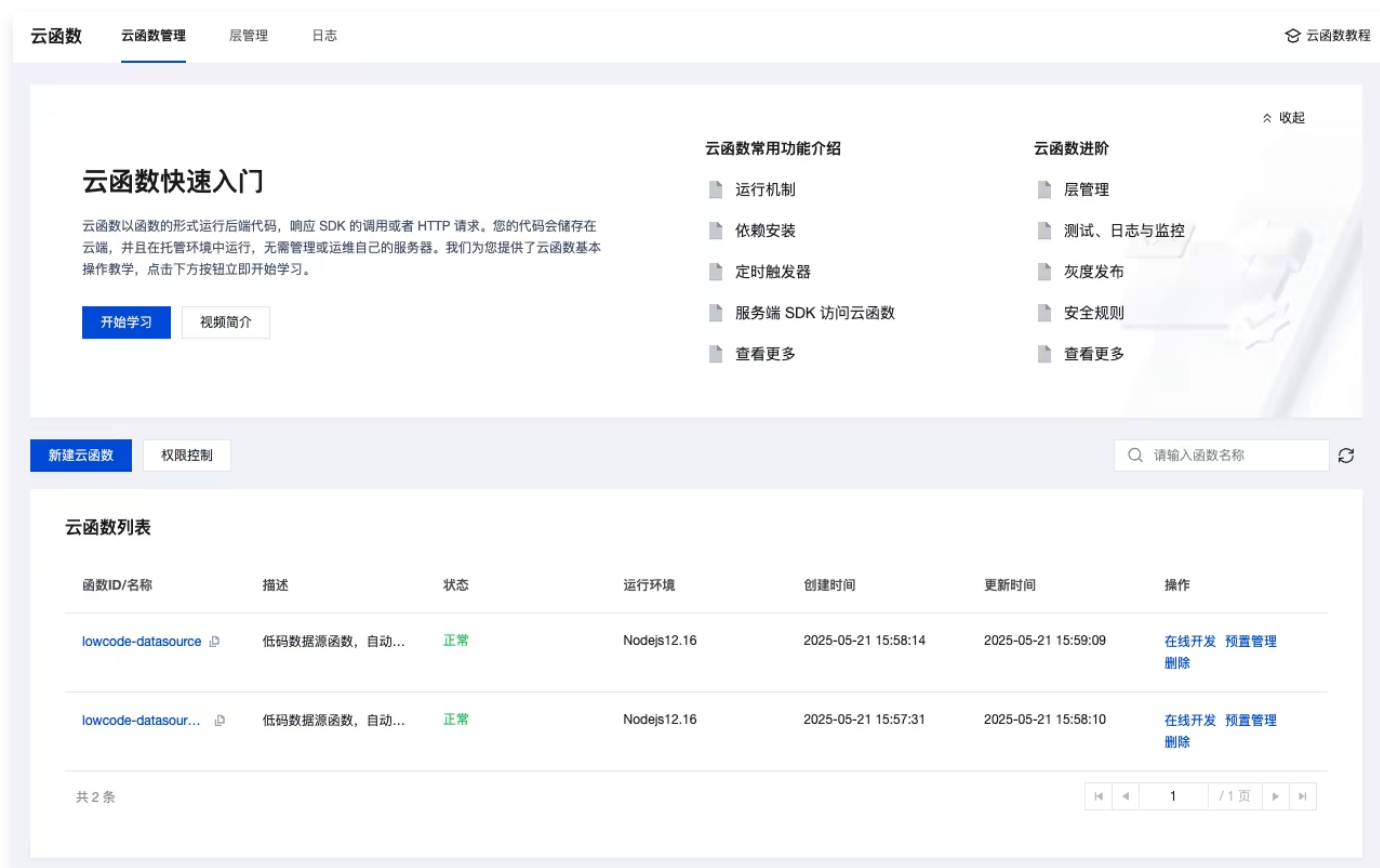 云函数 云函数管理 层管理 日志 云函数教程
收起
云函数快速入门
云函数以函数的形式运行后端代码，响应 SDK 的调用或者 HTTP 请求。您的代码会储存在
云端，并且在托管环境中运行，无需管理或运维自己的服务器。我们为您提供了云函数基本
操作教学，点击下方按钮立即开始学习。
开始学习 视频简介
云函数常用功能介绍
运行机制
依赖安装
定时触发器
服务端 SDK 访问云函数
查看更多
云函数进阶
层管理
测试、日志与监控
灰度发布
安全规则
查看更多
新建云函数 权限控制 请输入函数名称
云函数列表
函数ID/名称 描述 状态 运行环境 创建时间 更新时间 操作
lowcode-datasource 低码数据源函数，自动... 正常 Nodejs12.16 2025-05-21 15:58:14 2025-05-21 15:59:09 在线开发 预置管理
删除
lowcode-datasour... 低码数据源函数，自动... 正常 Nodejs12.16 2025-05-21 15:57:31 2025-05-21 15:58:10 在线开发 预置管理
删除
共 2 条 1 / 1 页